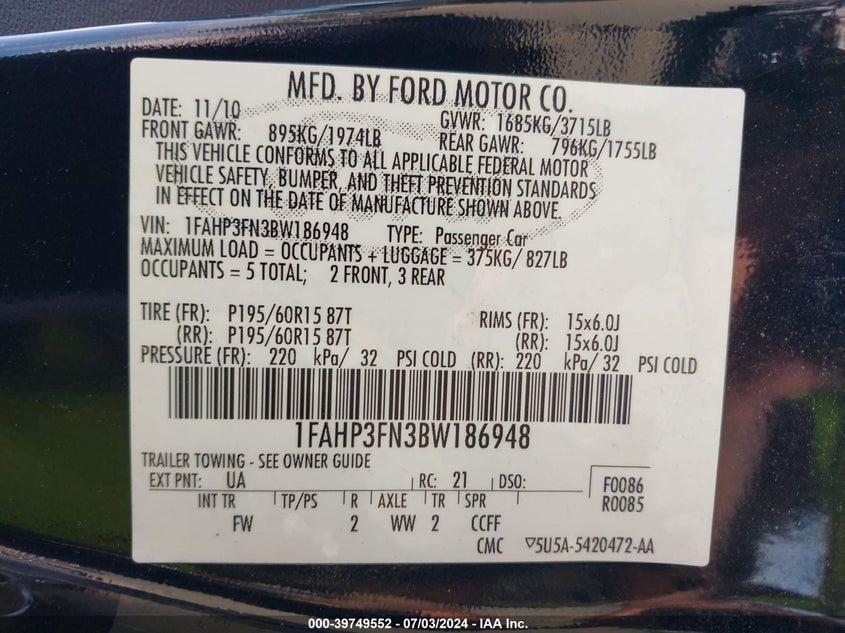 MFD. BY FORD MOTOR CO.
DATE: 11/10 GVWR: 1685KG/3715LB
FRONT GAWR: 895KG/1974LB REAR GAWR: 796KG/1755LB
THIS VEHICLE CONFORMS TO ALL APPLICABLE FEDERAL MOTOR
VEHICLE SAFETY, BUMPER, AND THEFT PREVENTION STANDARDS
IN EFFECT ON THE DATE OF MANUFACTURE SHOWN ABOVE.
VIN: 1FAHP3FN3BW186948 TYPE: Passenger Car
MAXIMUM LOAD = OCCUPANTS + LUGGAGE = 375KG/ 827LB
OCCUPANTS = 5 TOTAL; 2 FRONT, 3 REAR
TIRE (FR): P195/60R15 87T RIMS (FR): 15x6.0J
(RR): P195/60R15 87T (RR): 15x6.0J
PRESSURE (FR): 220 kPa/ 32 PSI COLD (RR): 220 kPa/ 32 PSI COLD
1FAHP3FN3BW186948
TRAILER TOWING - SEE OWNER GUIDE
EXT PNT: UA RC: 21 DSO: F0086
INT TR TP/PS R AXLE TR SPR R0085
FW 2 WW 2 CCFF
CMC ▽5U5A-5420472-AA
000-39749552 - 07/03/2024 - IAA Inc.